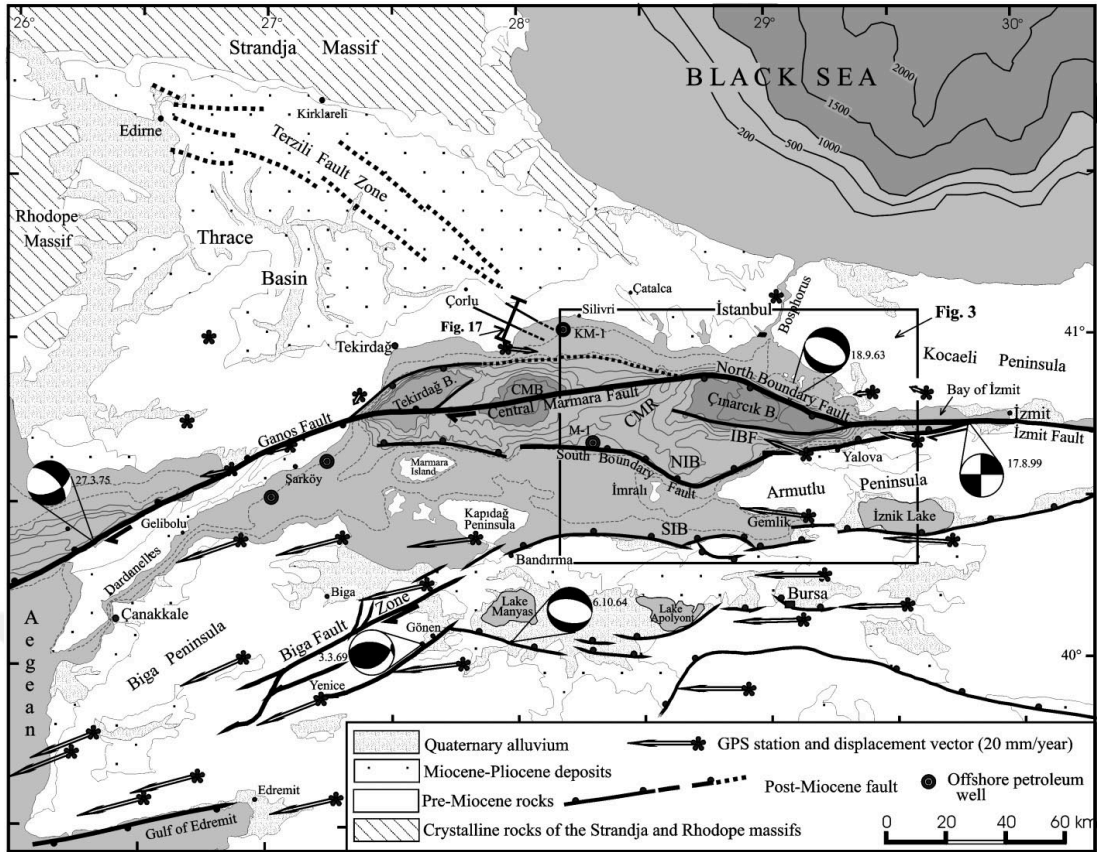 26° 27° 28° 29° 30°
Strandja Massif
BLACK SEA
2000
1500
1000
500
200
Kirklareli
Edirne
Terzili Fault Zone
Rhodope
Massif
Thrace
Basin
Çatalca
Bosphorus
Çorlu
Silivri
İstanbul
Fig. 3
Fig. 17
KM-1
41°
Tekirdağ
18.9.63
Kocaeli Peninsula
North Boundary Fault
Bay of İzmit
Tekirdağ B.
CMB
Central Marmara Fault
CMR
Çınarcık B.
İzmit
İzmit Fault
Ganos Fault
IBF
M-1
South Boundary Fault
NIB
Yalova
17.8.99
Marmara
Island
Şarköy
27.3.75
İmralı
Armutlu Peninsula
Gelibolu
Kapıdağ
Peninsula
SIB
Gemlik
İznik Lake
Dardanelles
Bandırma
Çanakkale
Biga
Lake
Manyas
6.10.64
Lake
Apolyont
Bursa
Aegean
Biga Peninsula
Biga Fault Zone
Gönen
3.3.69
40°
Yenice
Edremit
Gulf of Edremit
Quaternary alluvium
GPS station and displacement vector (20 mm/year)
Miocene-Pliocene deposits
Pre-Miocene rocks
Post-Miocene fault
Offshore petroleum
well
Crystalline rocks of the Strandja and Rhodope massifs
0 20 40 60 km